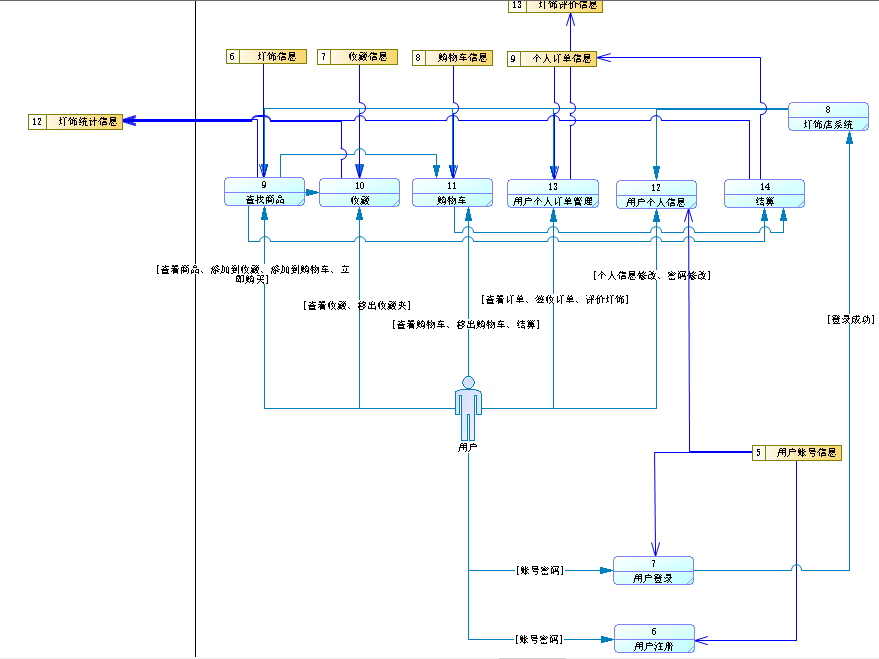 13 灯饰评价信息
6 灯饰信息
7 收藏信息
8 购物车信息
9 个人订单信息
12 灯饰统计信息
8
灯饰店系统
9
查找商品
10
收藏
11
购物车
13
用户个人订单管理
12
用户个人信息
14
结算
[查看商品、添加到收藏、添加到购物车、立
即购买]
[个人信息修改、密码修改]
[查看收藏、移出收藏夹]
[查看订单、签收订单、评价灯饰]
[查看购物车、移出购物车、结算]
[登录成功]
用户
5 用户账号信息
7
用户登录
[账号密码]
6
用户注册
[账号密码]